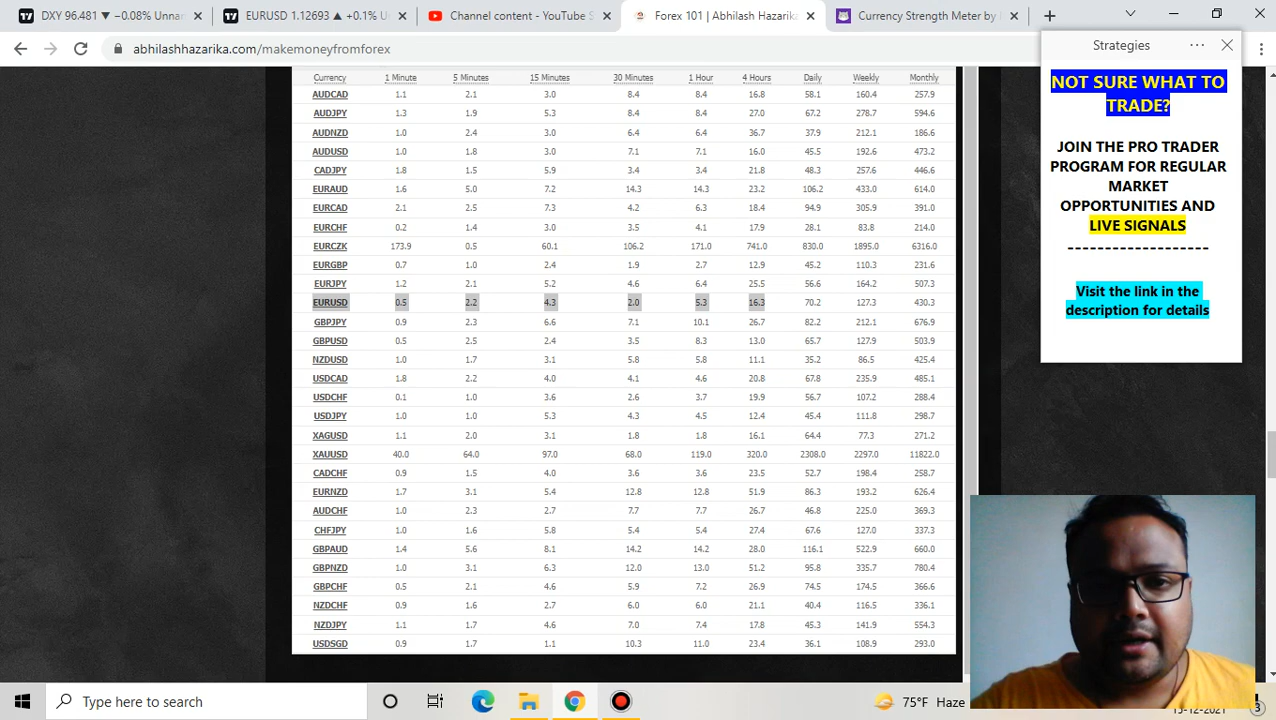 DXY 96.481 ▼ −0.08% Unna
EURUSD 1.12693 ▲ +0.1% U
Channel content - YouTube S
Forex 101 | Abhilash Hazarika
Currency Strength Meter by
abhilashhazarika.com/makemoneyfromforex
Strategies
NOT SURE WHAT TO
TRADE?
JOIN THE PRO TRADER
PROGRAM FOR REGULAR
MARKET
OPPORTUNITIES AND
LIVE SIGNALS
-------------------
Visit the link in the
description for details
Currency 1 Minute 5 Minutes 15 Minutes 30 Minutes 1 Hour 4 Hours Daily Weekly Monthly
AUDCAD 1.1 2.1 3.0 8.4 8.4 16.8 58.1 160.4 257.9
AUDJPY 1.3 1.9 5.3 8.4 8.4 27.0 67.2 278.7 594.6
AUDNZD 1.0 2.4 3.0 6.4 6.4 36.7 37.9 212.1 186.6
AUDUSD 1.0 1.8 3.0 7.1 7.1 16.0 45.5 192.6 473.2
CADJPY 1.8 1.5 5.9 3.4 3.4 21.8 48.3 257.6 446.6
EURAUD 1.6 5.0 7.2 14.3 14.3 23.2 106.2 433.0 614.0
EURCAD 2.1 2.5 7.3 4.2 6.3 18.4 94.9 305.9 391.0
EURCHF 0.2 1.4 3.0 3.5 4.1 17.9 28.1 83.8 214.0
EURCZK 173.9 0.5 60.1 106.2 171.0 741.0 830.0 1895.0 6316.0
EURGBP 0.7 1.0 2.4 1.9 2.7 12.9 45.2 110.3 231.6
EURJPY 1.2 2.1 5.2 4.6 6.4 25.5 56.6 164.2 507.3
EURUSD 0.5 2.2 4.3 2.0 5.3 16.3 70.2 127.3 430.3
GBPJPY 0.9 2.3 6.6 7.1 10.1 26.7 82.2 212.1 676.9
GBPUSD 0.5 2.5 2.4 3.5 8.3 13.0 65.7 127.9 503.9
NZDUSD 1.0 1.7 3.1 5.8 5.8 11.1 35.2 86.5 425.4
USDCAD 1.8 2.2 4.0 4.1 4.6 20.8 67.8 235.9 485.1
USDCHF 0.1 1.0 3.6 2.6 3.7 19.9 56.7 107.2 288.4
USDJPY 1.0 1.0 5.3 4.3 4.5 12.4 45.4 111.8 298.7
XAGUSD 1.1 2.0 3.1 1.8 1.8 16.1 64.4 77.3 271.2
XAUUSD 40.0 64.0 97.0 68.0 119.0 320.0 2308.0 2297.0 11822.0
CADCHF 0.9 1.5 4.0 3.6 3.6 23.5 52.7 198.4 258.7
EURNZD 1.7 3.1 5.4 12.8 12.8 51.9 86.3 193.2 626.4
AUDCHF 1.0 2.3 2.7 7.7 7.7 26.7 46.8 225.0 369.3
CHFJPY 1.0 1.6 5.8 5.4 5.4 27.4 67.6 127.0 337.3
GBPAUD 1.4 5.6 8.1 14.2 14.2 28.0 116.1 522.9 660.0
GBPNZD 1.0 3.1 6.3 12.0 13.0 51.2 95.8 335.7 780.4
GBPCHF 0.5 2.1 4.6 5.9 7.2 26.9 74.5 174.5 366.6
NZDCHF 0.9 1.6 2.7 6.0 6.0 21.1 40.4 116.5 336.1
NZDJPY 1.1 1.7 4.6 7.0 7.4 17.8 45.3 141.9 554.3
USDSGD 0.9 1.7 1.1 10.3 11.0 23.4 36.1 108.9 293.0
Type here to search
75°F Haze